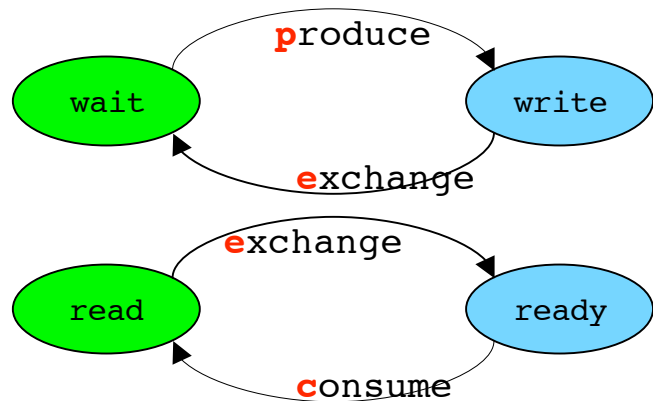 produce
wait write
exchange
exchange
read ready
consume